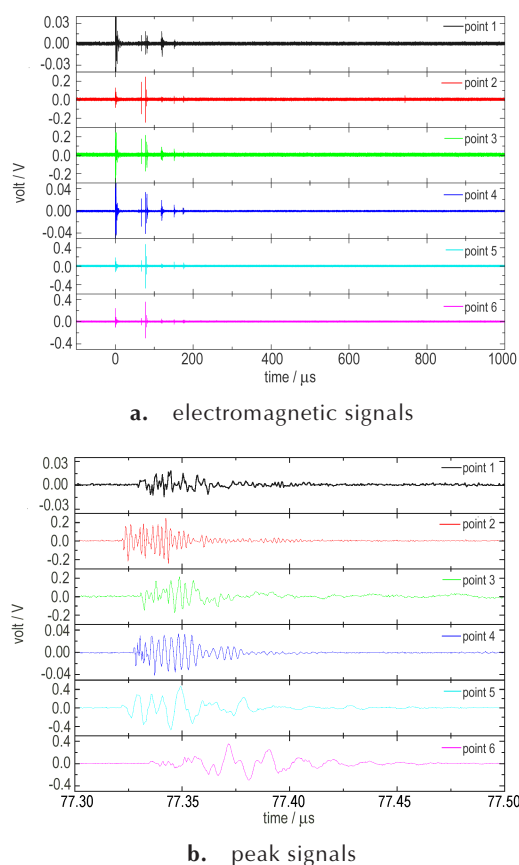 0.03
0.00
-0.03
point 1
0.2
0.0
-0.2
point 2
0.2
0.0
-0.2
point 3
0.04
0.00
-0.04
point 4
0.4
0.0
-0.4
point 5
0.4
0.0
-0.4
point 6
volt / V
0 200 400 600 800 1000
time / μs
a. electromagnetic signals
0.03
0.00
-0.03
point 1
0.2
0.0
-0.2
point 2
0.2
0.0
-0.2
point 3
0.04
0.00
-0.04
point 4
0.4
0.0
-0.4
point 5
0.4
0.0
-0.4
point 6
volt / V
77.30 77.35 77.40 77.45 77.50
time / μs
b. peak signals